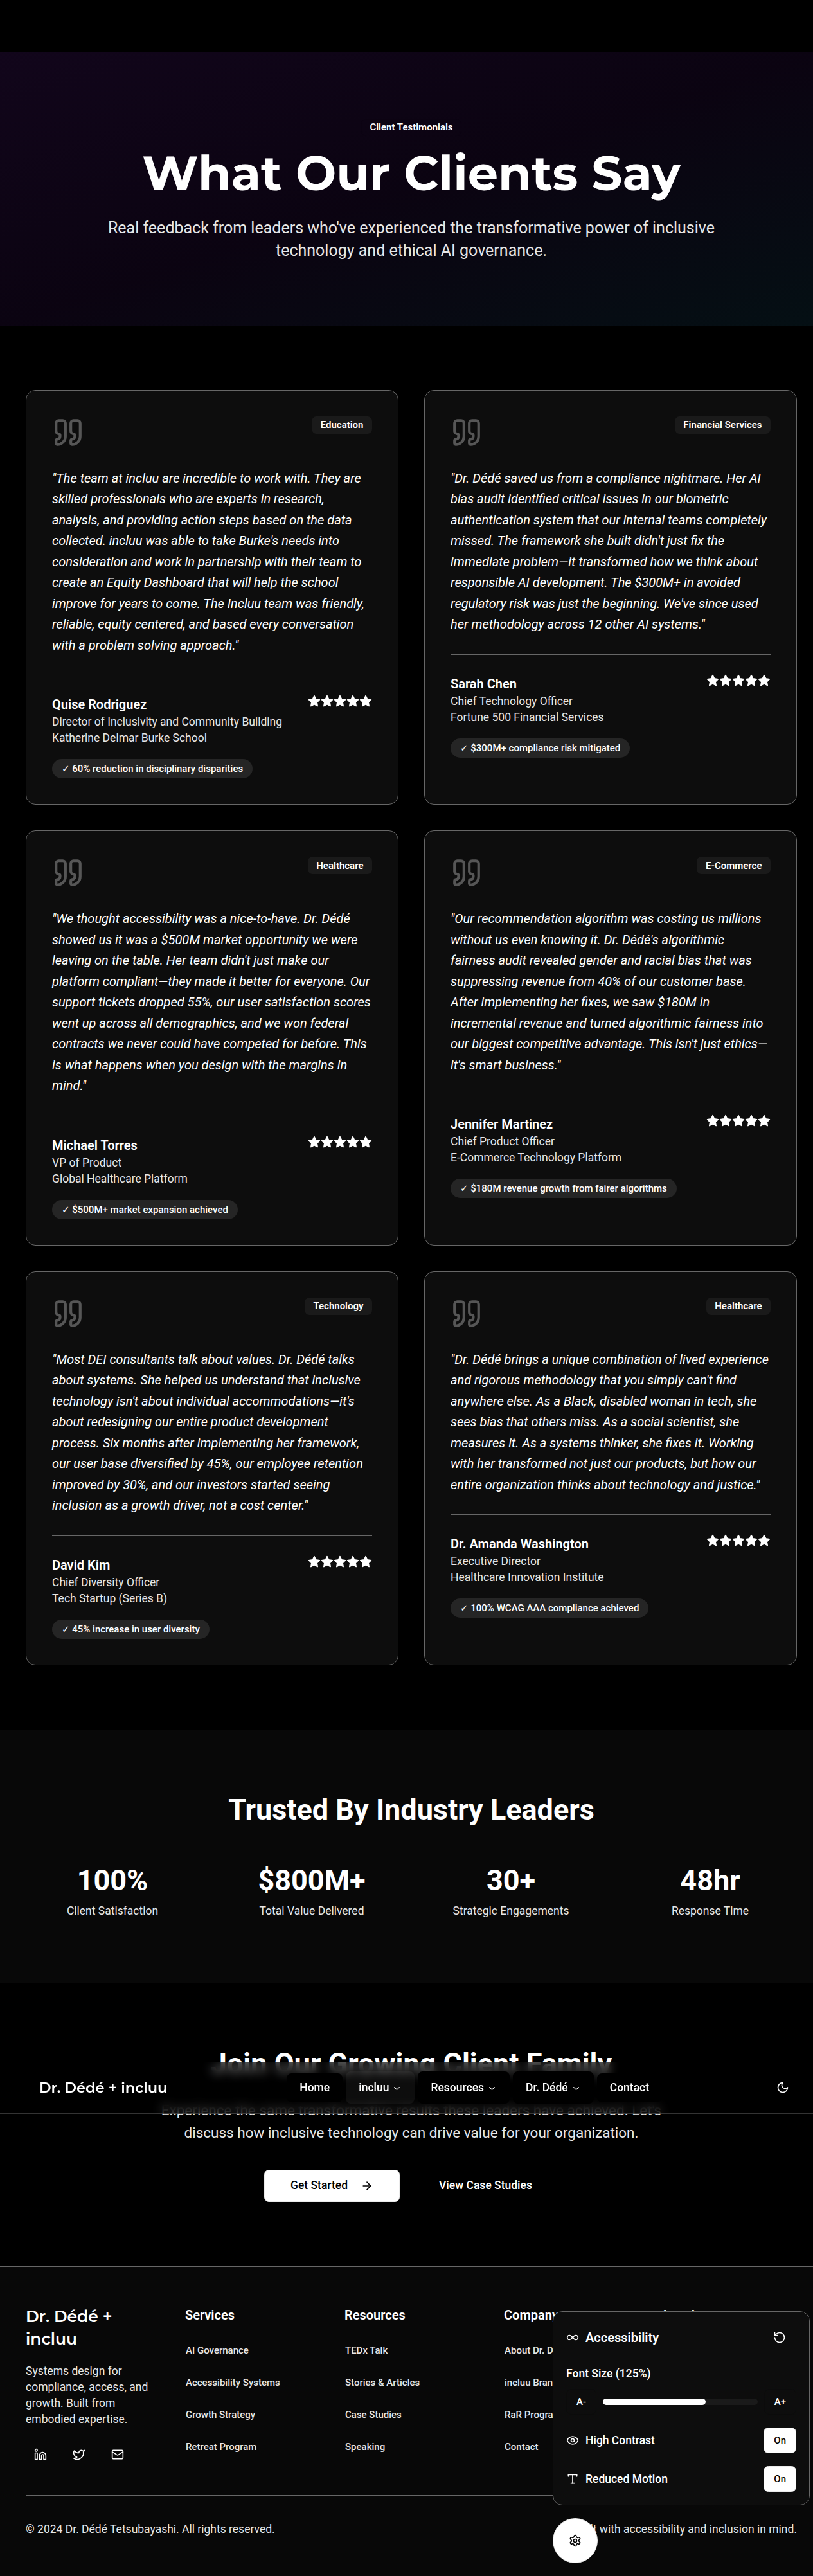 Client Testimonials
What Our Clients Say
Real feedback from leaders who've experienced the transformative power of inclusive
technology and ethical AI governance.
Education
"The team at incluu are incredible to work with. They are
skilled professionals who are experts in research,
analysis, and providing action steps based on the data
collected. incluu was able to take Burke's needs into
consideration and work in partnership with their team to
create an Equity Dashboard that will help the school
improve for years to come. The Incluu team was friendly,
reliable, equity centered, and based every conversation
with a problem solving approach."
Quise Rodriguez
Director of Inclusivity and Community Building
Katherine Delmar Burke School
✓ 60% reduction in disciplinary disparities
Financial Services
"Dr. Dédé saved us from a compliance nightmare. Her AI
bias audit identified critical issues in our biometric
authentication system that our internal teams completely
missed. The framework she built didn't just fix the
immediate problem—it transformed how we think about
responsible AI development. The $300M+ in avoided
regulatory risk was just the beginning. We've since used
her methodology across 12 other AI systems."
Sarah Chen
Chief Technology Officer
Fortune 500 Financial Services
✓ $300M+ compliance risk mitigated
Healthcare
"We thought accessibility was a nice-to-have. Dr. Dédé
showed us it was a $500M market opportunity we were
leaving on the table. Her team didn't just make our
platform compliant—they made it better for everyone. Our
support tickets dropped 55%, our user satisfaction scores
went up across all demographics, and we won federal
contracts we never could have competed for before. This
is what happens when you design with the margins in
mind."
Michael Torres
VP of Product
Global Healthcare Platform
✓ $500M+ market expansion achieved
E-Commerce
"Our recommendation algorithm was costing us millions
without us even knowing it. Dr. Dédé's algorithmic
fairness audit revealed gender and racial bias that was
suppressing revenue from 40% of our customer base.
After implementing her fixes, we saw $180M in
incremental revenue and turned algorithmic fairness into
our biggest competitive advantage. This isn't just ethics—
it's smart business."
Jennifer Martinez
Chief Product Officer
E-Commerce Technology Platform
✓ $180M revenue growth from fairer algorithms
Technology
"Most DEI consultants talk about values. Dr. Dédé talks
about systems. She helped us understand that inclusive
technology isn't about individual accommodations—it's
about redesigning our entire product development
process. Six months after implementing her framework,
our user base diversified by 45%, our employee retention
improved by 30%, and our investors started seeing
inclusion as a growth driver, not a cost center."
David Kim
Chief Diversity Officer
Tech Startup (Series B)
✓ 45% increase in user diversity
Healthcare
"Dr. Dédé brings a unique combination of lived experience
and rigorous methodology that you simply can't find
anywhere else. As a Black, disabled woman in tech, she
sees bias that others miss. As a social scientist, she
measures it. As a systems thinker, she fixes it. Working
with her transformed not just our products, but how our
entire organization thinks about technology and justice."
Dr. Amanda Washington
Executive Director
Healthcare Innovation Institute
✓ 100% WCAG AAA compliance achieved
Trusted By Industry Leaders
100%
Client Satisfaction
$800M+
Total Value Delivered
30+
Strategic Engagements
48hr
Response Time
Join Our Growing Client Family
Dr. Dédé + incluu
Home
incluu
Resources
Dr. Dédé
Contact
Experience the same transformative results these leaders have achieved. Let's
discuss how inclusive technology can drive value for your organization.
Get Started
View Case Studies
Dr. Dédé +
incluu
Systems design for
compliance, access, and
growth. Built from
embodied expertise.
Services
AI Governance
Accessibility Systems
Growth Strategy
Retreat Program
Resources
TEDx Talk
Stories & Articles
Case Studies
Speaking
Company
About Dr. D
incluu Bran
RaR Progra
Contact
Accessibility
Font Size (125%)
A-
A+
High Contrast
On
Reduced Motion
On
© 2024 Dr. Dédé Tetsubayashi. All rights reserved.
with accessibility and inclusion in mind.